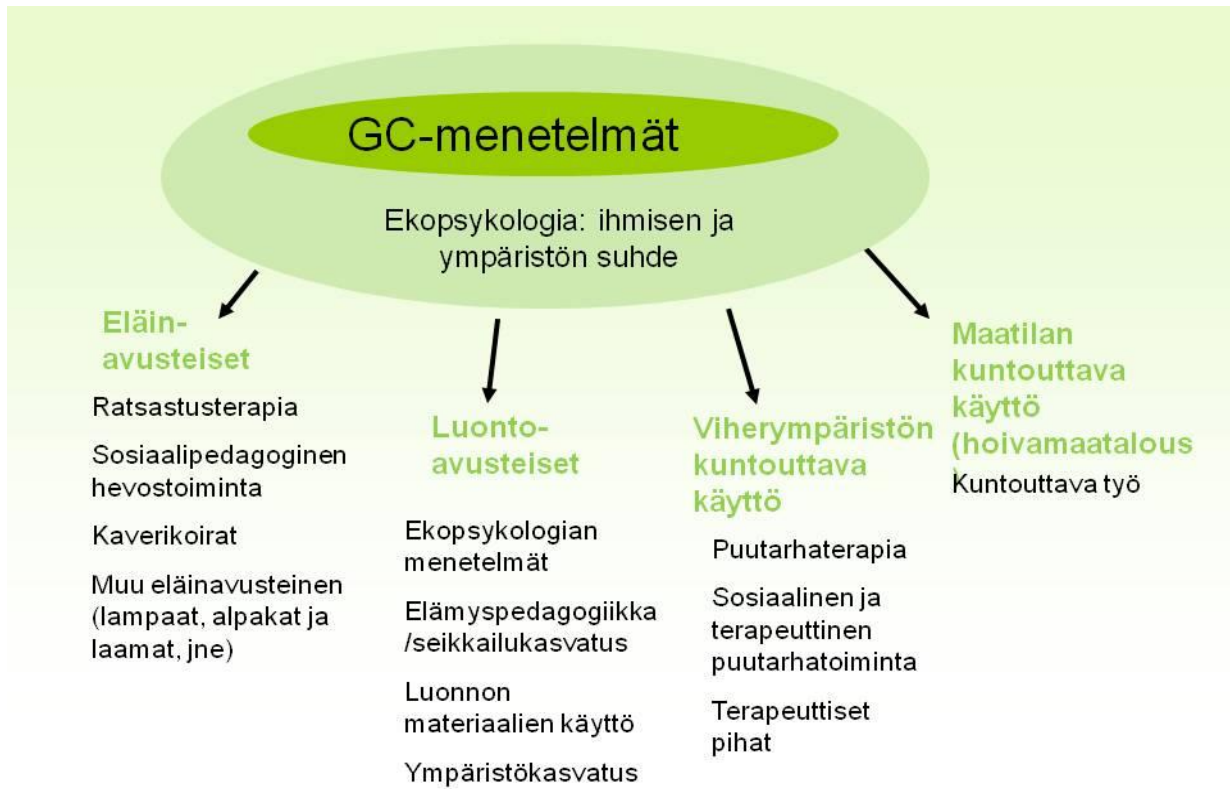 GC-menetelmät
Ekopsykologia: ihmisen ja
ympäristön suhde
Eläin-
avusteiset
Ratsastusterapia
Sosiaalipedagoginen
hevostoiminta
Kaverikoirat
Muu eläinavusteinen
(lampaat, alpakat ja
laamat, jne)
Luonto-
avusteiset
Ekopsykologian
menetelmät
Elämyspedagogiikka
/seikkailukasvatus
Luonnon
materiaalien käyttö
Ympäristökasvatus
Viherympäristön
kuntouttava
käyttö
Puutarhaterapia
Sosiaalinen ja
terapeuttinen
puutarhatoiminta
Terapeuttiset
pihat
Maatilan
kuntouttava
käyttö
(hoivamaatalous
)
Kuntouttava työ